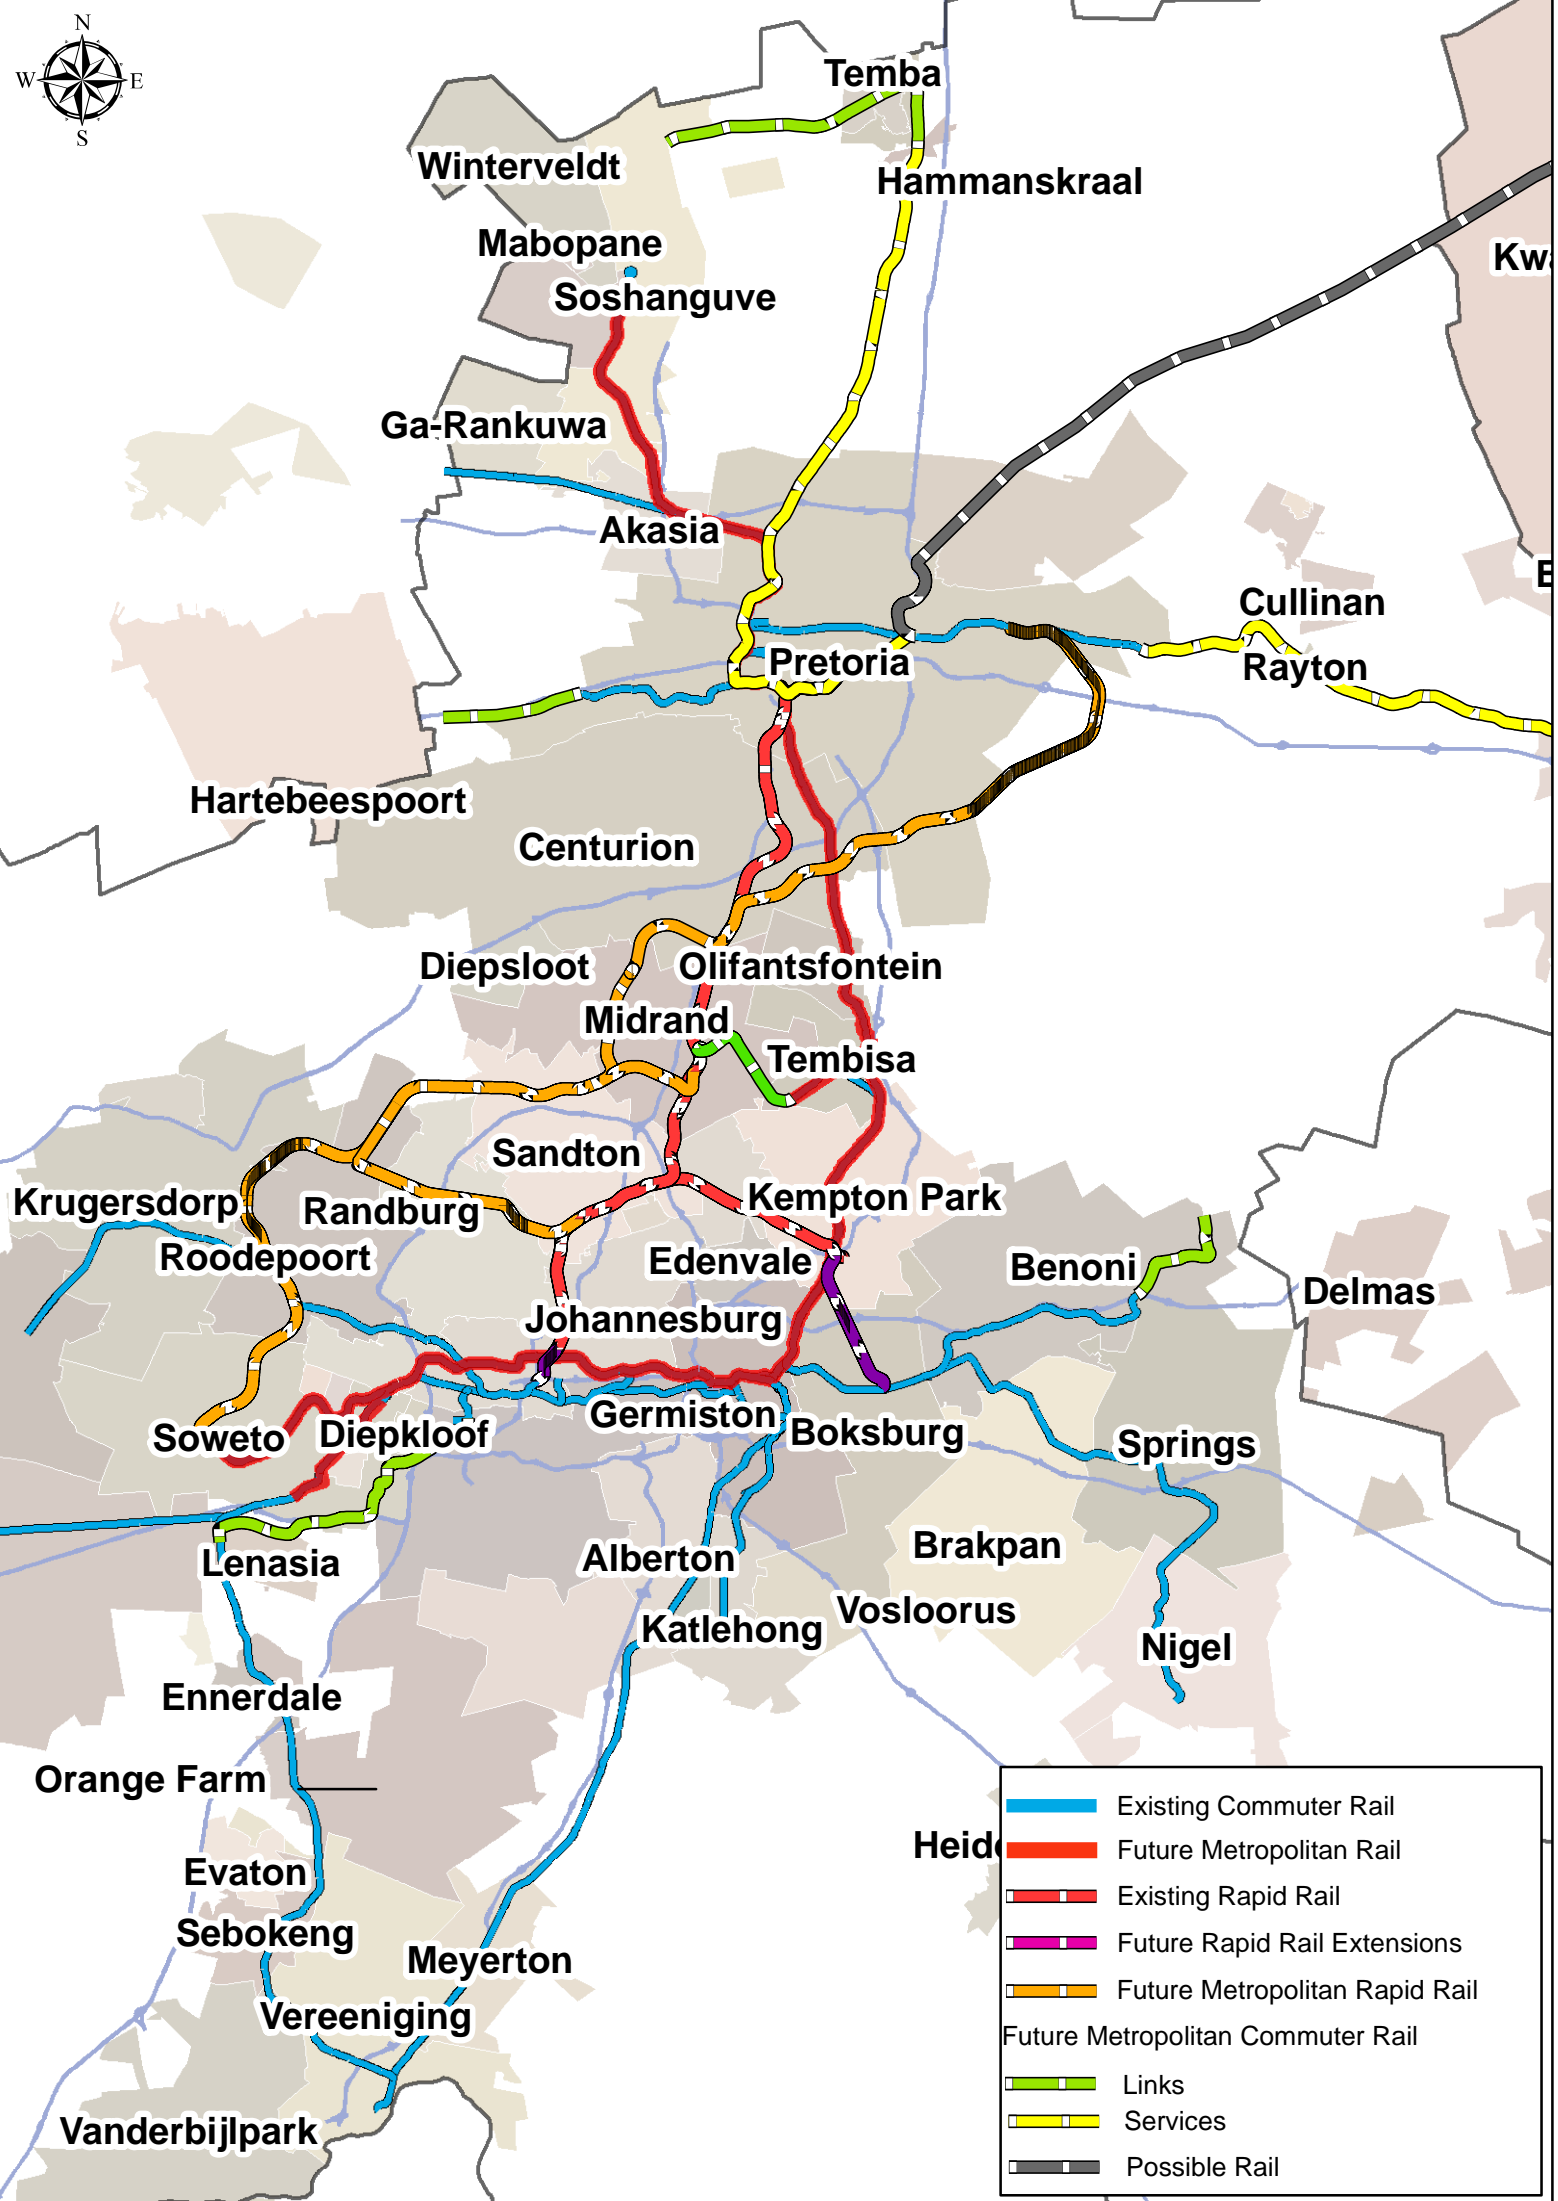 N
W E
S
Temba
Winterveldt
Hammanskraal
Mabopane
Kwa
Soshanguve
Ga-Rankuwa
Akasia
E
Cullinan
Pretoria
Rayton
Hartebeespoort
Centurion
Diepsloot
Olifantsfontein
Midrand
Tembisa
Sandton
Kempton Park
Krugersdorp
Randburg
Roodepoort
Edenvale
Benoni
Delmas
Johannesburg
Germiston
Soweto
Diepkloof
Boksburg
Springs
Brakpan
Alberton
Lenasia
Vosloorus
Katlehong
Nigel
Ennerdale
Orange Farm
Heide
Evaton
Sebokeng
Meyerton
Vereeniging
Vanderbijlpark
Existing Commuter Rail
Future Metropolitan Rail
Existing Rapid Rail
Future Rapid Rail Extensions
Future Metropolitan Rapid Rail
Future Metropolitan Commuter Rail
Links
Services
Possible Rail